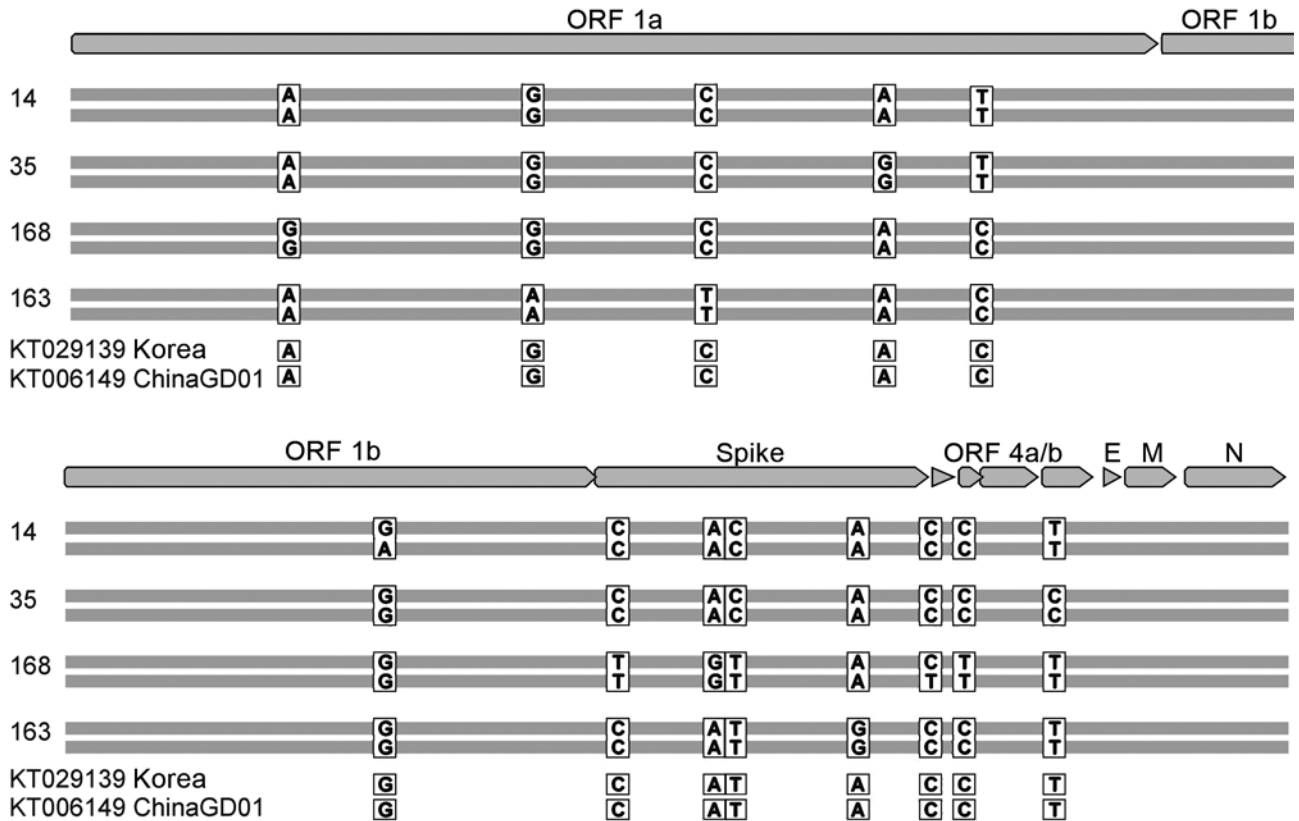 ORF 1a ORF 1b
14 A G C A T
A G C A T
35 A G C G T
A G C G T
168 G G C A C
G G C A C
163 A A T A C
A A T A C
KT029139 Korea A G C A C
KT006149 ChinaGD01 A G C A C
ORF 1b Spike ORF 4a/b E M N
14 G C A C A C C T
A C A C A C C T
35 G C A C A C C C
G C A C A C C C
168 G T G T A C T T
G T G T A T T T
163 G C A T G C C T
G C A T G C C T
KT029139 Korea G C A T A C C T
KT006149 ChinaGD01 G C A T A C C T